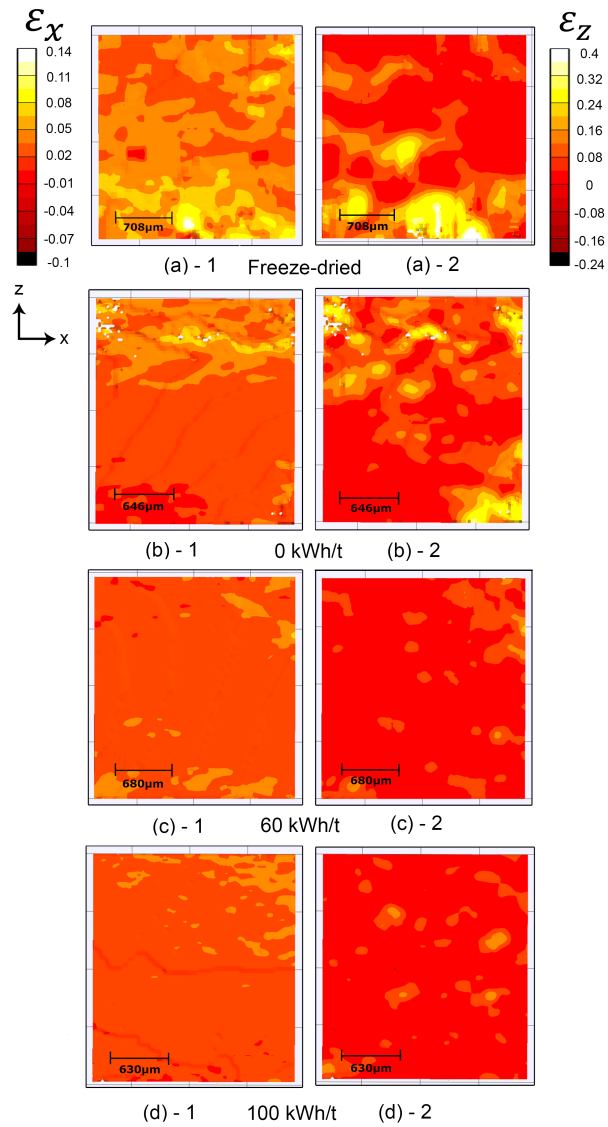 εx
εz
0.14
0.11
0.08
0.05
0.02
-0.01
-0.04
-0.07
-0.1
0.4
0.32
0.24
0.16
0.08
0
-0.08
-0.16
-0.24
708μm
708μm
(a) - 1 Freeze-dried (a) - 2
z
x
646μm
646μm
(b) - 1 0 kWh/t (b) - 2
680μm
680μm
(c) - 1 60 kWh/t (c) - 2
630μm
630μm
(d) - 1 100 kWh/t (d) - 2